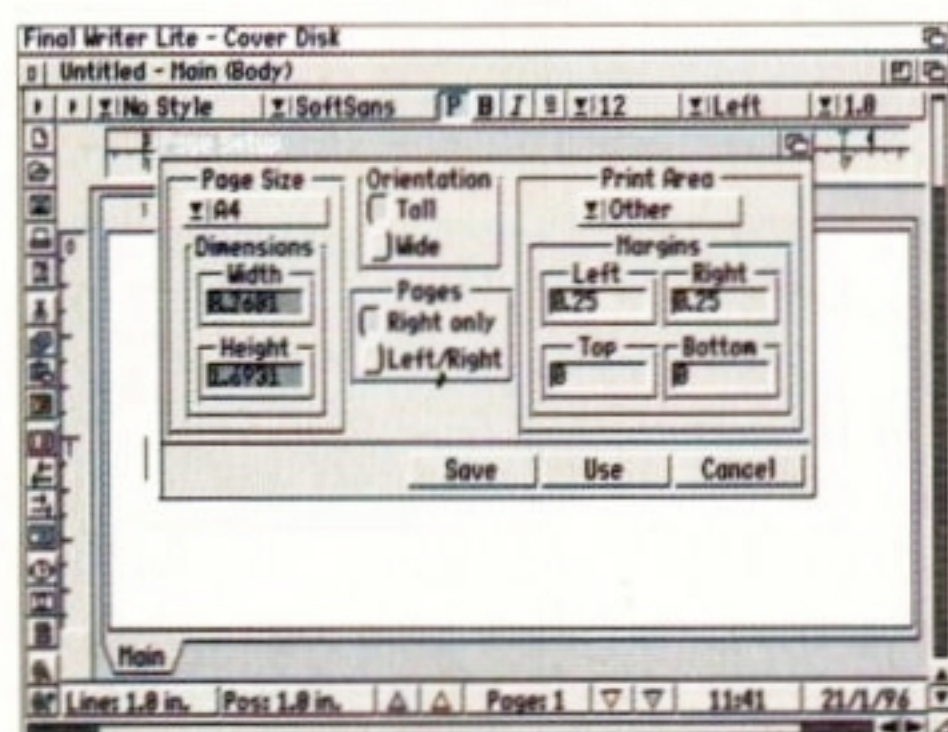 Final Writer Lite - Cover Disk
Untitled - Main (Body)
No Style SoftSans P B I U 12 Left 1.0
Page Setup
Page Size
A4
Dimensions
Width
8.2681
Height
1.6931
Orientation
Tall
Wide
Pages
Right only
Left/Right
Print Area
Other
Margins
Left Right
0.25 0.25
Top Bottom
0 0
Save Use Cancel
Main
Line: 1.0 in. Pos: 1.0 in. Page: 1 11:41 21/1/96